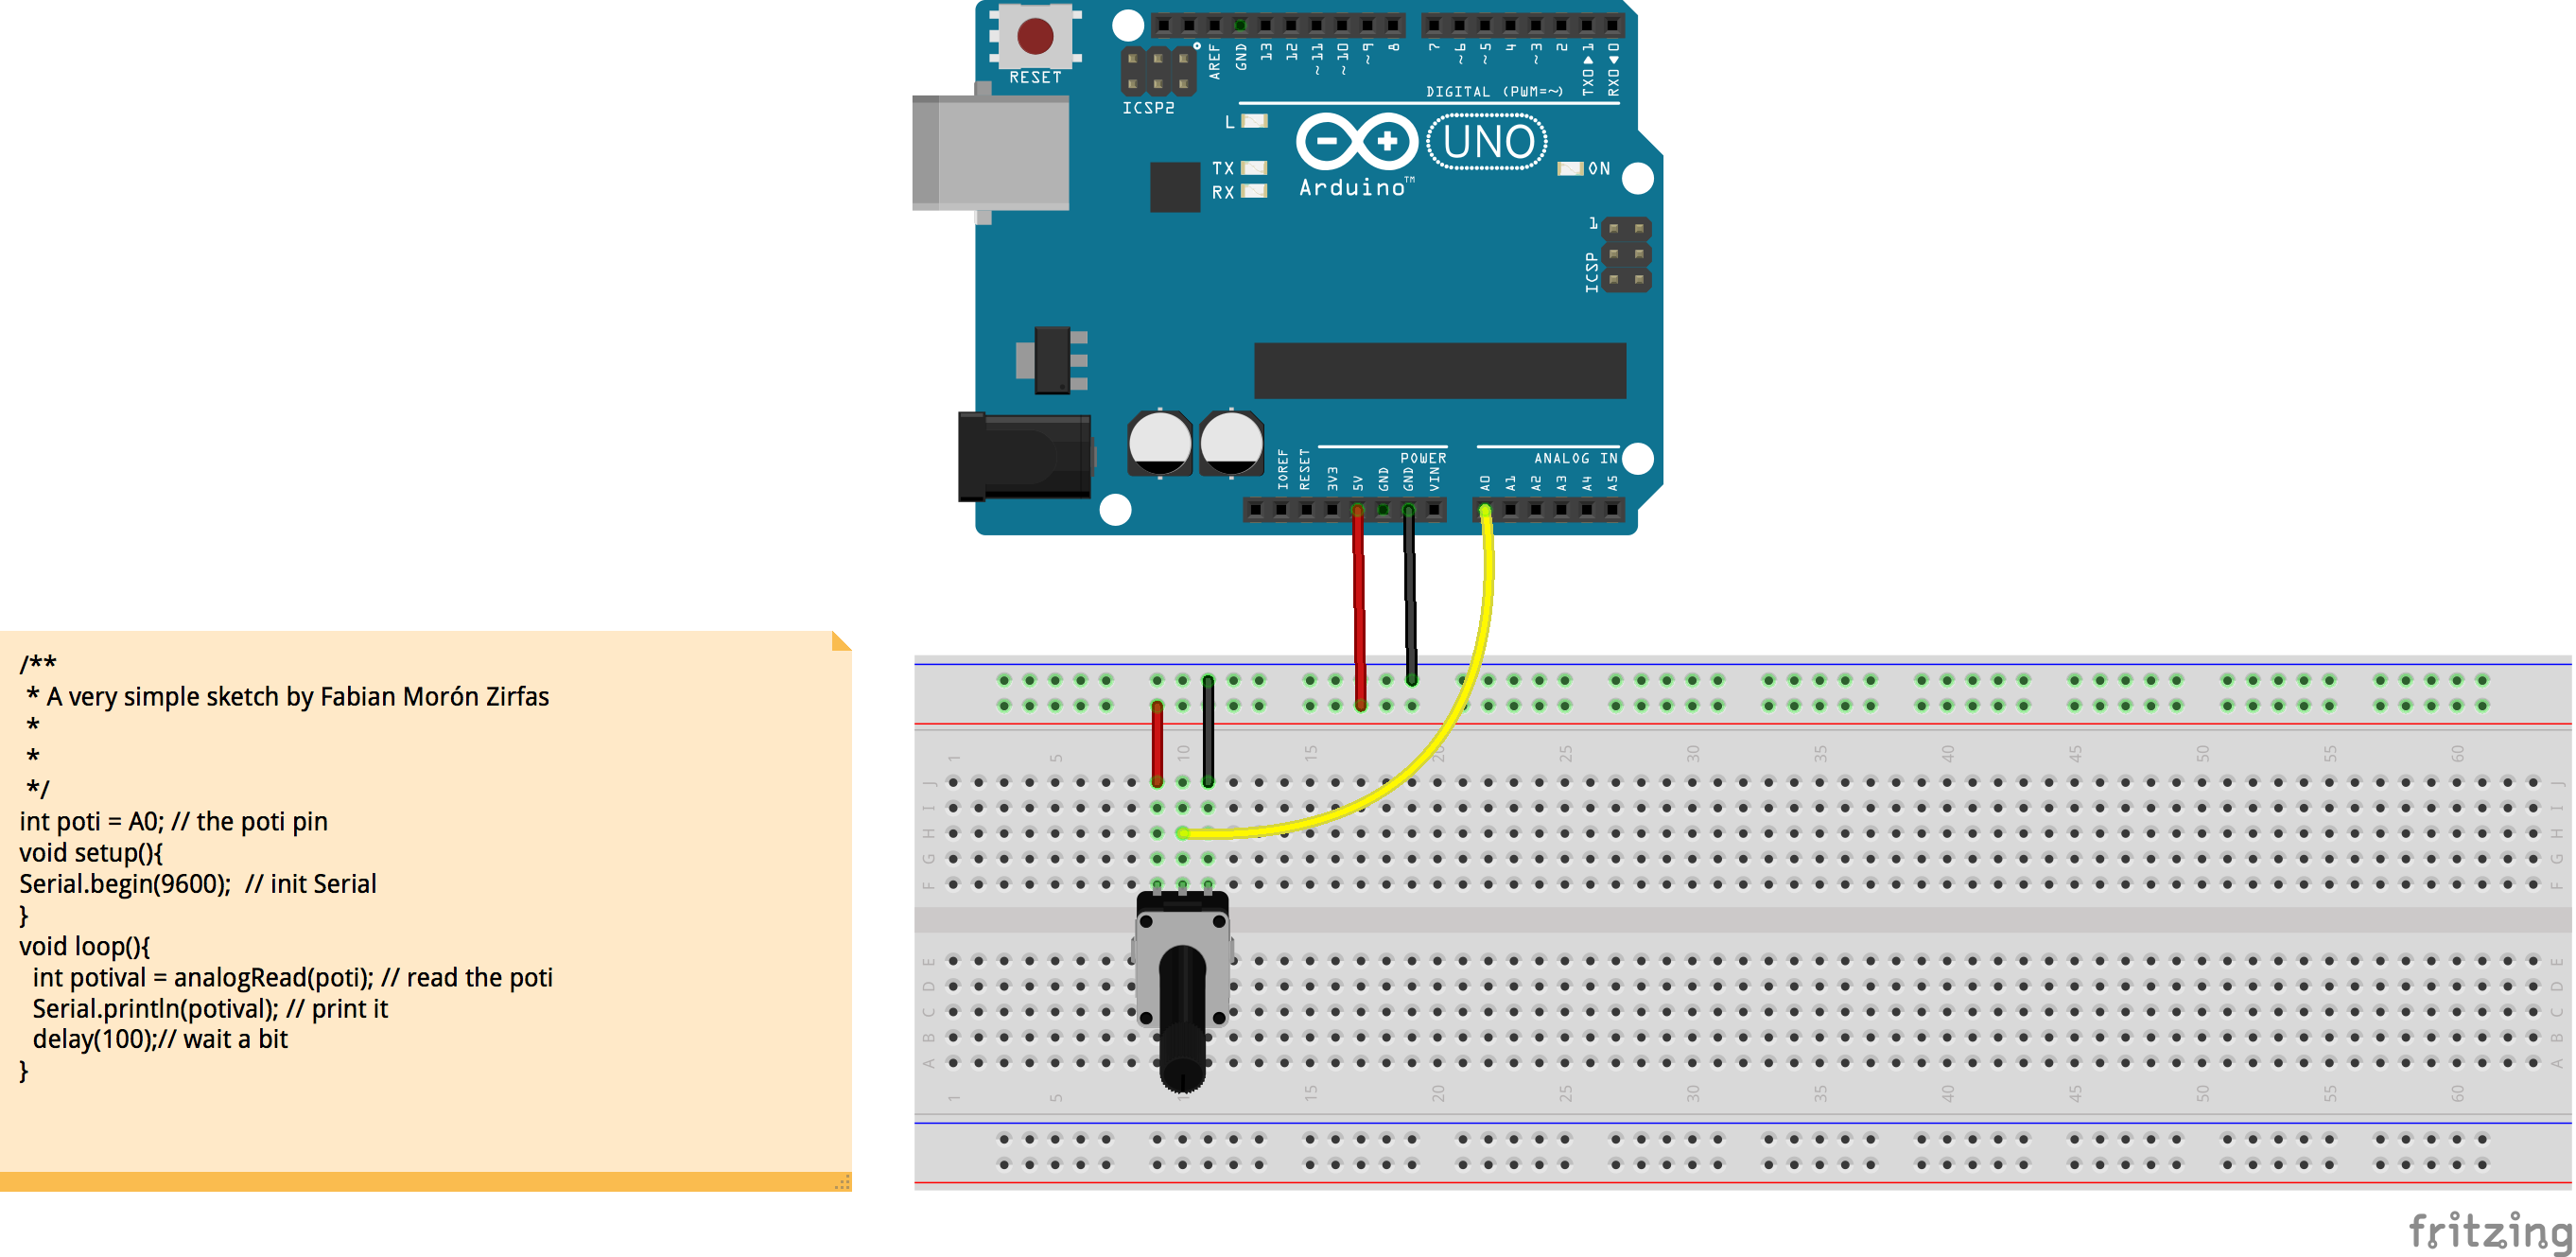 RESET
ICSP2
AREF
GND
13
12
~11
~10
~9
8
7
~6
~5
4
~3
2
TX0▶1
RX0◀0
DIGITAL (PWM=~)
L
TX
RX
Arduino™
UNO
ON
1
ICSP
POWER
ANALOG IN
IOREF
RESET
3V3
5V
GND
GND
VIN
A0
A1
A2
A3
A4
A5
/**
 * A very simple sketch by Fabian Morón Zirfas
 *
 *
 */
int poti = A0; // the poti pin
void setup(){
Serial.begin(9600);  // init Serial
}
void loop(){
  int potival = analogRead(poti); // read the poti
  Serial.println(potival); // print it
  delay(100);// wait a bit
}
1 5 10 15 20 25 30 35 40 45 50 55 60
J J
I I
H H
G G
F F
E E
D D
C C
B B
A A
1 5 15 20 25 30 35 40 45 50 55 60
fritzing